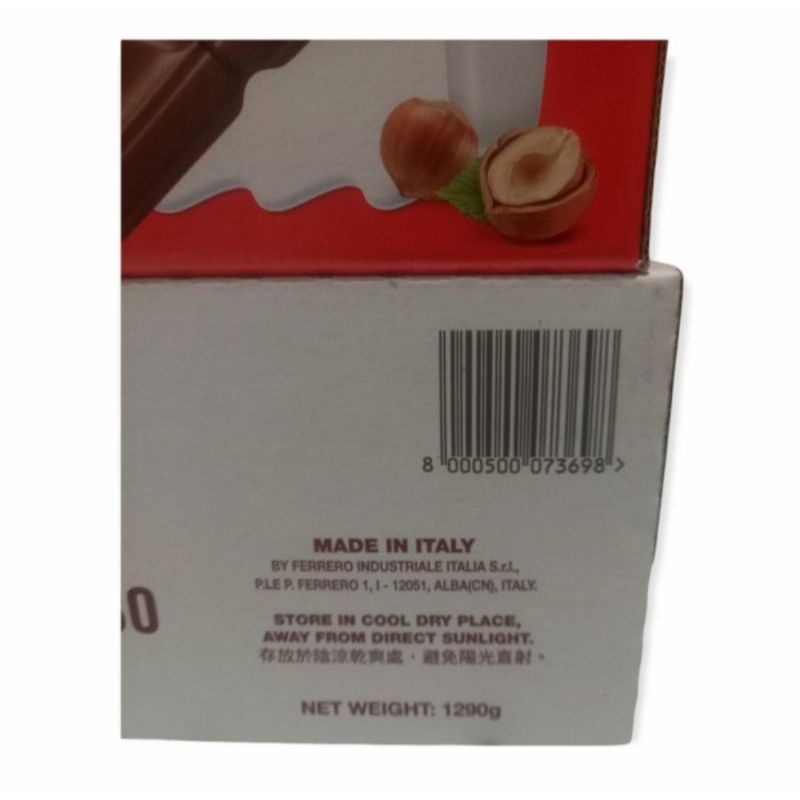 8 000500 073698 >
MADE IN ITALY
BY FERRERO INDUSTRIALE ITALIA S.r.l.,
P.LE P. FERRERO 1, I - 12051, ALBA(CN), ITALY.
STORE IN COOL DRY PLACE,
AWAY FROM DIRECT SUNLIGHT.
存放於陰涼乾爽處，避免陽光直射。
NET WEIGHT: 1290g